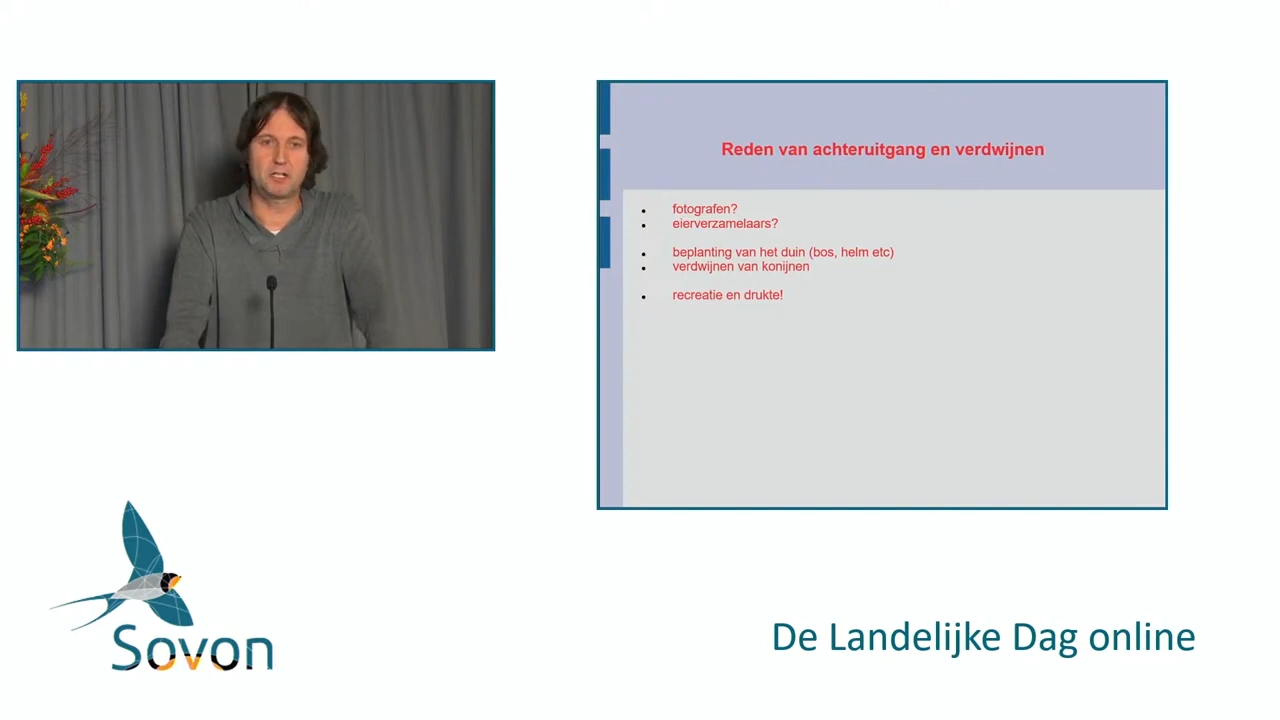 Reden van achteruitgang en verdwijnen
fotografen?
eierverzamelaars?
beplanting van het duin (bos, helm etc)
verdwijnen van konijnen
recreatie en drukte!
Sovon
De Landelijke Dag online